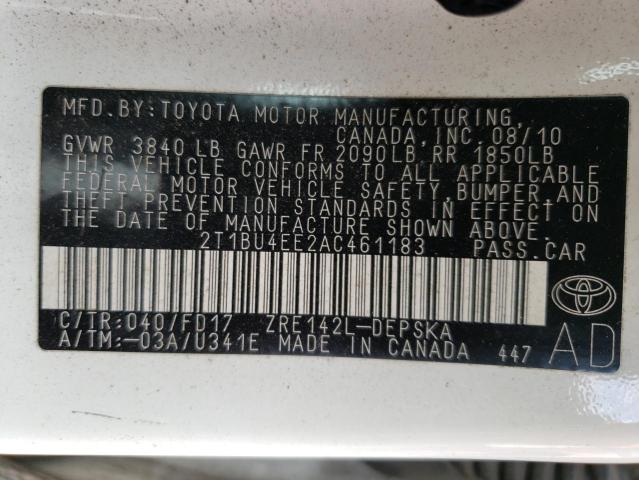 MFD. BY: TOYOTA MOTOR MANUFACTURING,
CANADA, INC. 08/10
GVWR 3840 LB GAWR FR 2090LB RR 1850LB
THIS VEHICLE CONFORMS TO ALL APPLICABLE
FEDERAL MOTOR VEHICLE SAFETY, BUMPER, AND
THEFT PREVENTION STANDARDS IN EFFECT ON
THE DATE OF MANUFACTURE SHOWN ABOVE.
2T1BU4EE2AC461183 PASS.CAR
C/TR:040/FD17 ZRE142L-DEPSKA
A/TM:-03A/U341E MADE IN CANADA 447
AD